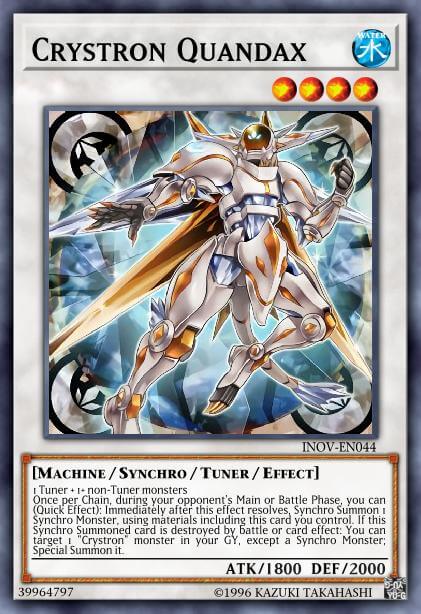 CRYSTRON QUANDAX
WATER
水
INOV-EN044
[MACHINE / SYNCHRO / TUNER / EFFECT]
1 Tuner + 1+ non-Tuner monsters
Once per Chain, during your opponent's Main or Battle Phase, you can
(Quick Effect): Immediately after this effect resolves, Synchro Summon 1
Synchro Monster, using materials including this card you control. If this
Synchro Summoned card is destroyed by battle or card effect: You can
target 1 "Crystron" monster in your GY, except a Synchro Monster;
Special Summon it.
ATK/1800 DEF/2000
39964797
©1996 KAZUKI TAKAHASHI